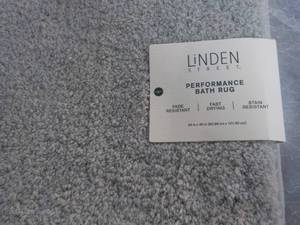 LiNDEN
STREET
PERFORMANCE
BATH RUG
FADE
RESISTANT
FAST
DRYING
STAIN
RESISTANT